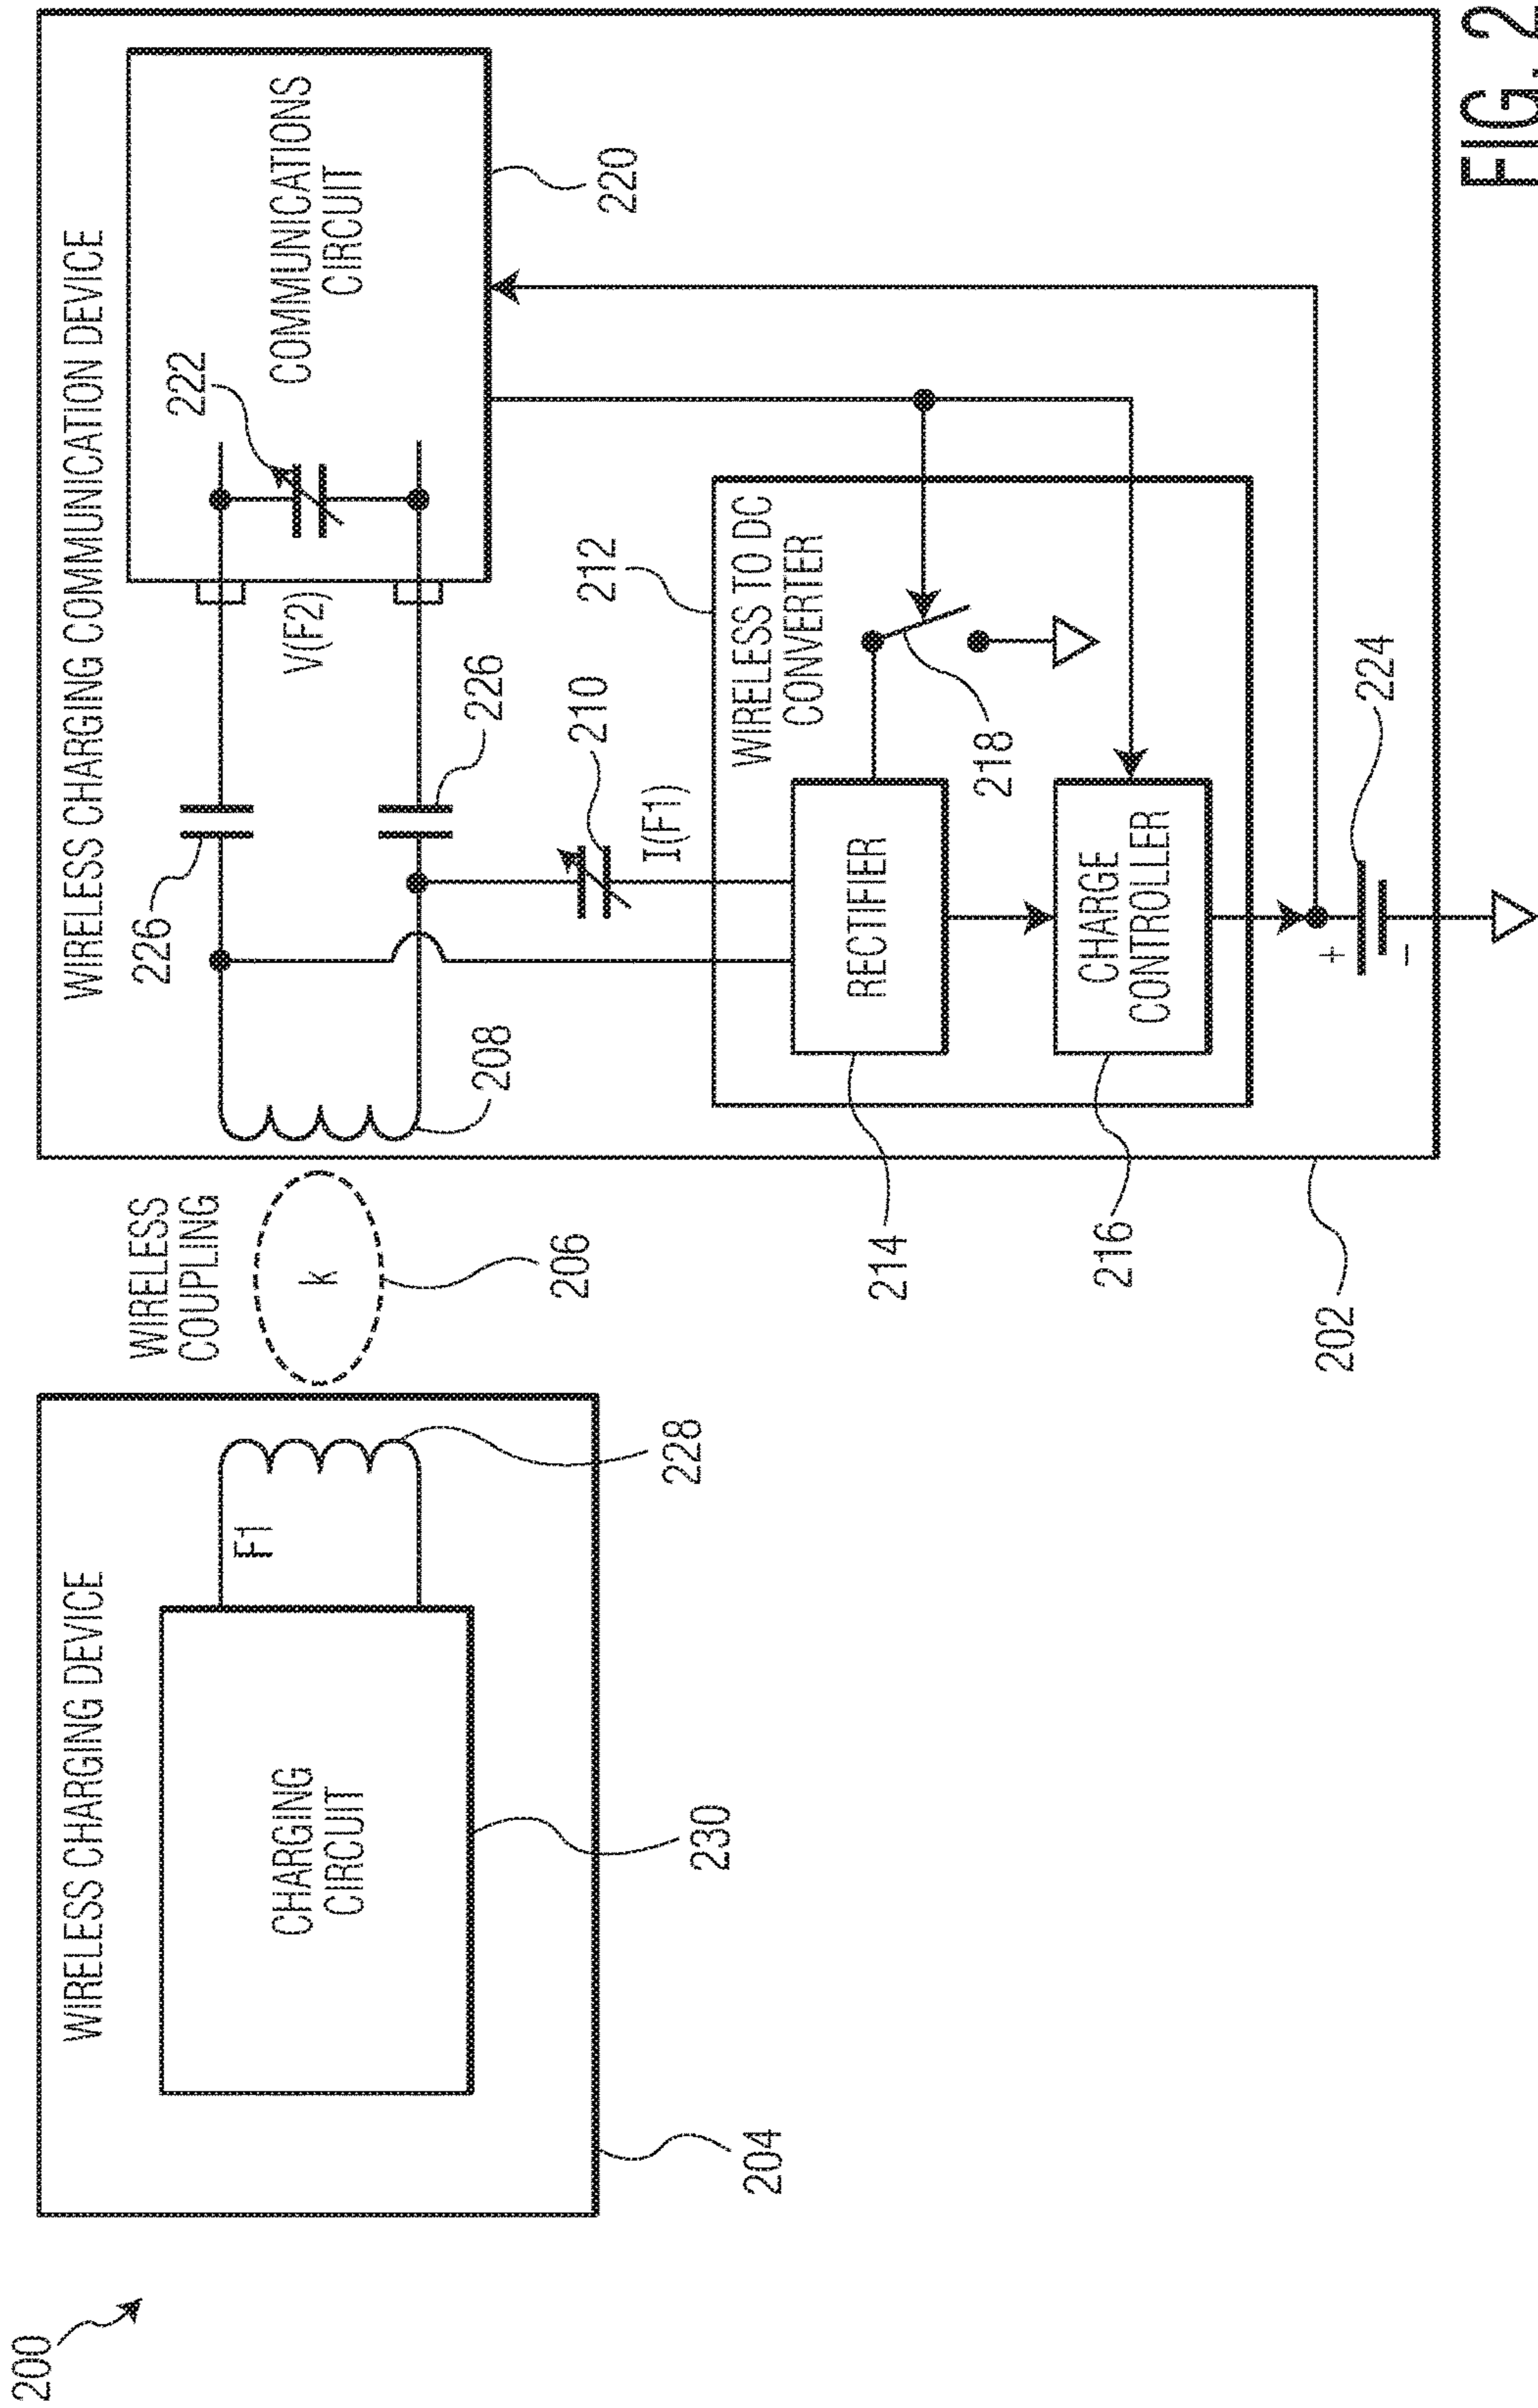 200
WIRELESS CHARGING DEVICE
CHARGING
CIRCUIT
F1
228
230
204
WIRELESS
COUPLING
k
206
WIRELESS CHARGING COMMUNICATION DEVICE
226
208
226
V(F2)
222
COMMUNICATIONS
CIRCUIT
220
210
I(F1)
212
WIRELESS TO DC
CONVERTER
RECTIFIER
214
218
CHARGE
CONTROLLER
216
+
−
224
202
FIG. 2